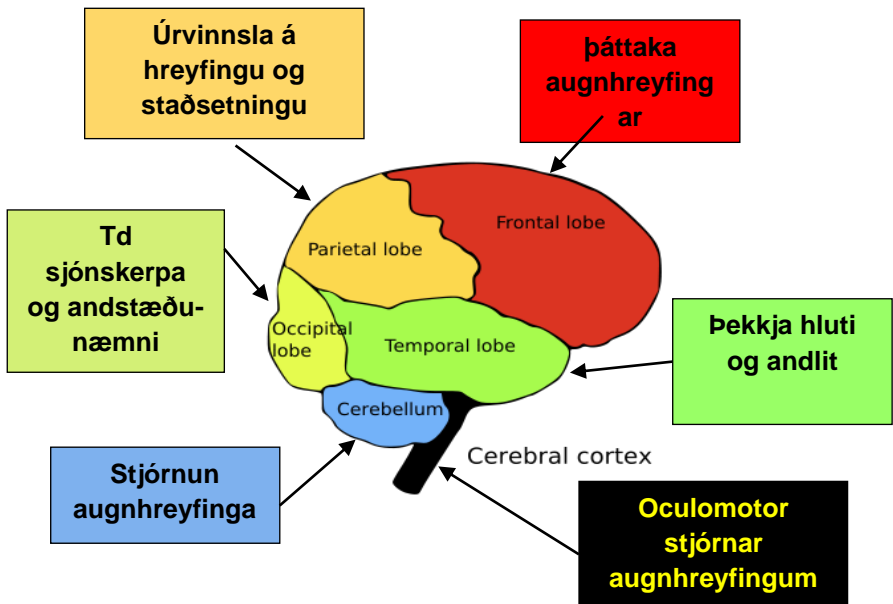 Úrvinnsla á
hreyfingu og
staðsetningu
þáttaka
augnhreyfing
ar
Frontal lobe
Parietal lobe
Td
sjónskerpa
og andstæðu-
næmni
Occipital
lobe
Temporal lobe
Þekkja hluti
og andlit
Cerebellum
Cerebral cortex
Stjórnun
augnhreyfinga
Oculomotor
stjórnar
augnhreyfingum